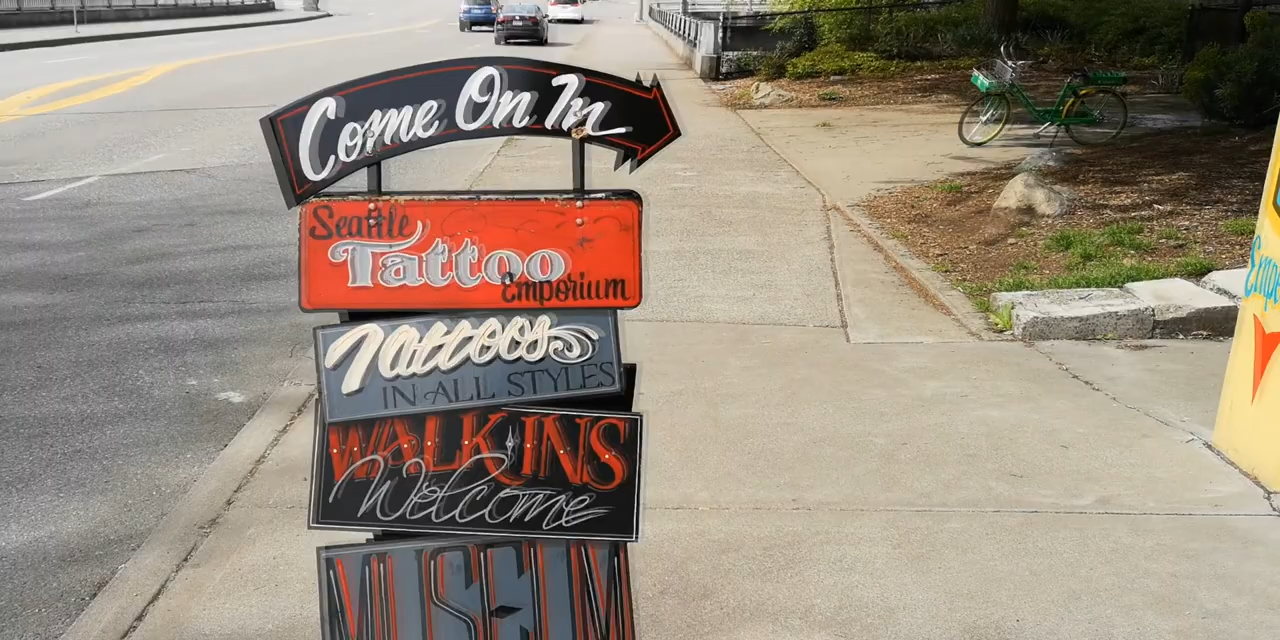 Come On In
Seattle
Tattoo
Emporium
Tattoos
IN ALL STYLES
WALK-INS
Welcome
MUSEUM